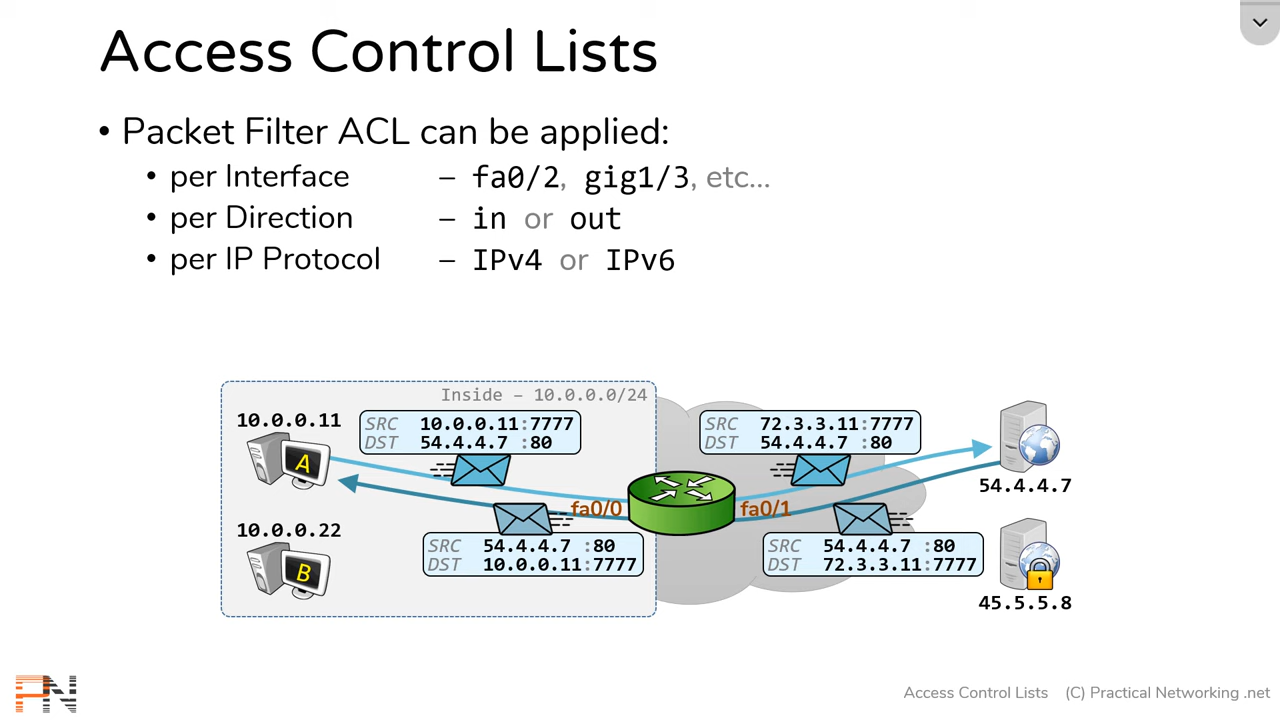 Access Control Lists
• Packet Filter ACL can be applied:
• per Interface – fa0/2, gig1/3, etc...
• per Direction – in or out
• per IP Protocol – IPv4 or IPv6
Inside – 10.0.0.0/24
10.0.0.11
SRC 10.0.0.11:7777
DST 54.4.4.7 :80
SRC 72.3.3.11:7777
DST 54.4.4.7 :80
A
54.4.4.7
fa0/0
fa0/1
10.0.0.22
SRC 54.4.4.7 :80
DST 10.0.0.11:7777
SRC 54.4.4.7 :80
DST 72.3.3.11:7777
B
45.5.5.8
PN
Access Control Lists (C) Practical Networking .net